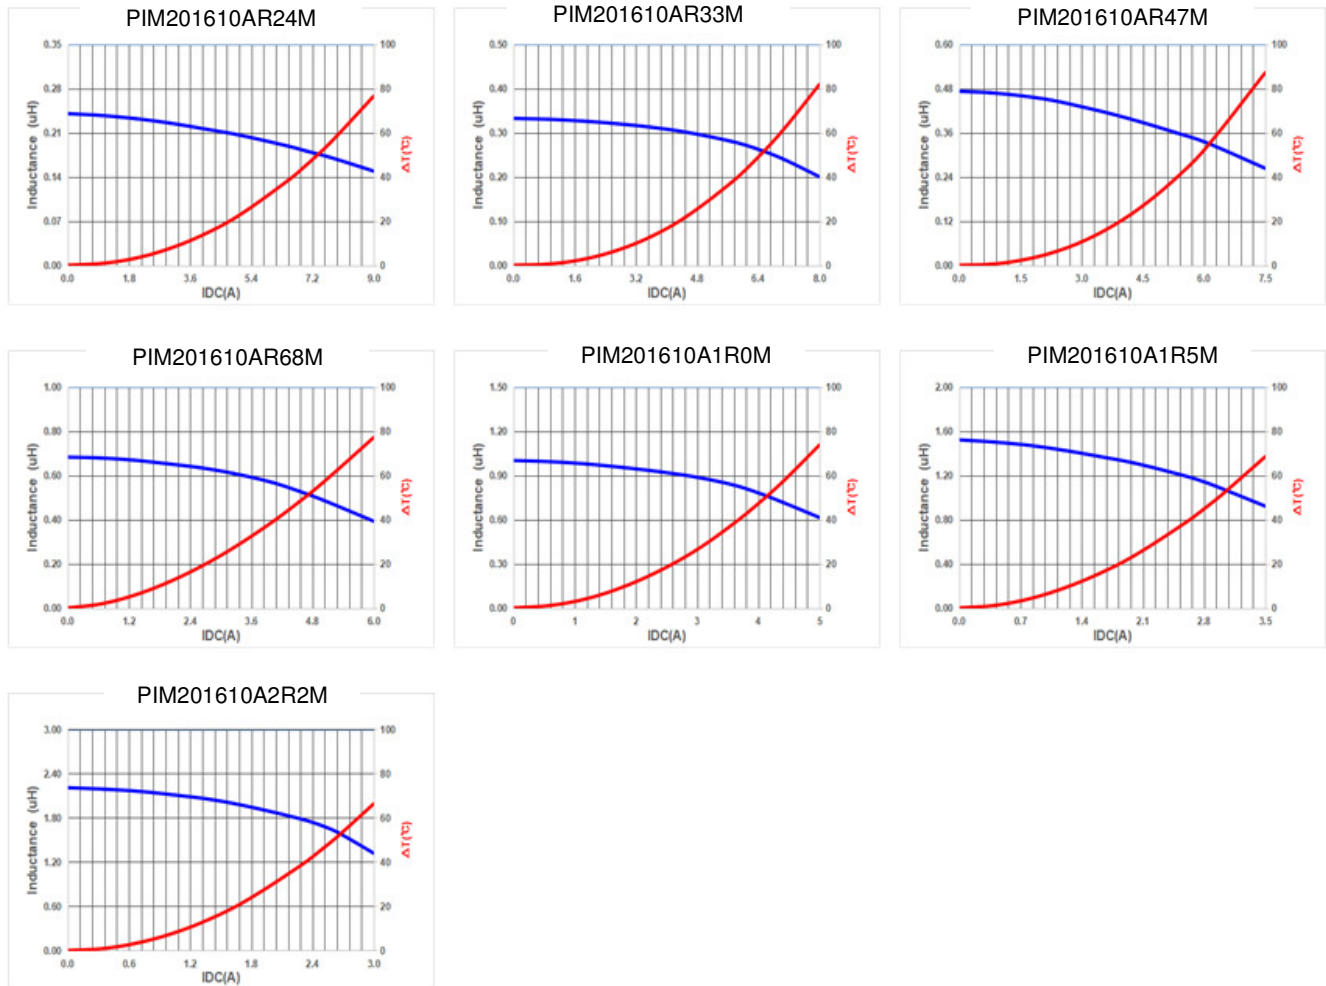 PIM201610AR24M
0.35
0.28
0.21
0.14
0.07
0.00
100
80
60
40
20
0
0.0 1.8 3.6 5.4 7.2 9.0
Inductance (uH)
ΔT(℃)
IDC(A)
PIM201610AR33M
0.50
0.40
0.30
0.20
0.10
0.00
100
80
60
40
20
0
0.0 1.6 3.2 4.8 6.4 8.0
Inductance (uH)
ΔT(℃)
IDC(A)
PIM201610AR47M
0.60
0.48
0.36
0.24
0.12
0.00
100
80
60
40
20
0
0.0 1.5 3.0 4.5 6.0 7.5
Inductance (uH)
ΔT(℃)
IDC(A)
PIM201610AR68M
1.00
0.80
0.60
0.40
0.20
0.00
100
80
60
40
20
0
0.0 1.2 2.4 3.6 4.8 6.0
Inductance (uH)
ΔT(℃)
IDC(A)
PIM201610A1R0M
1.50
1.20
0.90
0.60
0.30
0.00
100
80
60
40
20
0
0 1 2 3 4 5
Inductance (uH)
ΔT(℃)
IDC(A)
PIM201610A1R5M
2.00
1.60
1.20
0.80
0.40
0.00
100
80
60
40
20
0
0.0 0.7 1.4 2.1 2.8 3.5
Inductance (uH)
ΔT(℃)
IDC(A)
PIM201610A2R2M
3.00
2.40
1.80
1.20
0.60
0.00
100
80
60
40
20
0
0.0 0.6 1.2 1.8 2.4 3.0
Inductance (uH)
ΔT(℃)
IDC(A)